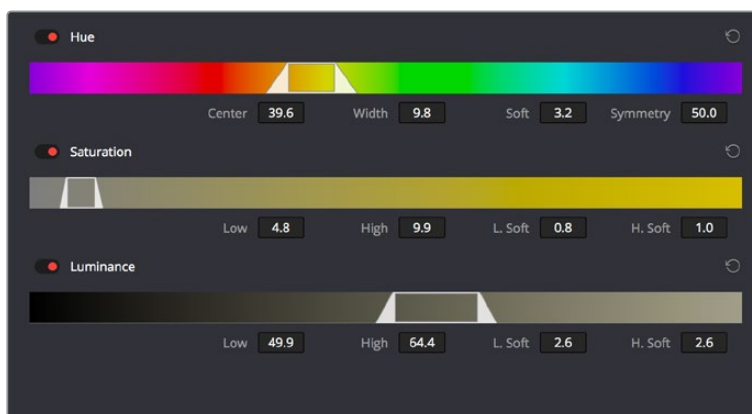 Hue
Center 39.6 Width 9.8 Soft 3.2 Symmetry 50.0
Saturation
Low 4.8 High 9.9 L. Soft 0.8 H. Soft 1.0
Luminance
Low 49.9 High 64.4 L. Soft 2.6 H. Soft 2.6